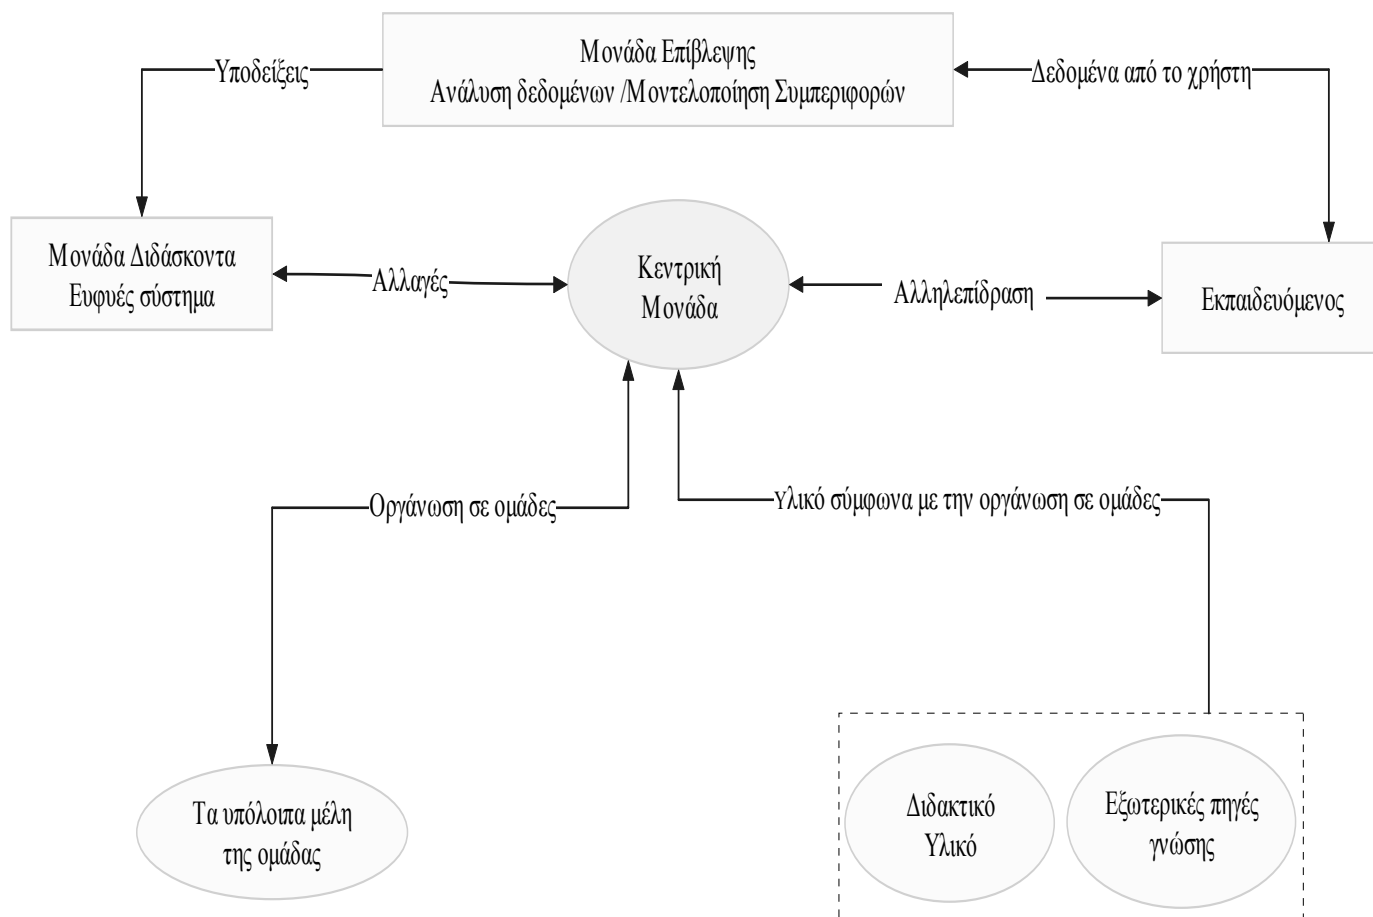 Μονάδα Επίβλεψης
Ανάλυση δεδομένων /Μοντελοποίηση Συμπεριφορών
Υποδείξεις
Δεδομένα από το χρήστη
Μονάδα Διδάσκοντα
Ευφυές σύστημα
Αλλαγές
Κεντρική
Μονάδα
Αλληλεπίδραση
Εκπαιδευόμενος
Οργάνωση σε ομάδες
Υλικό σύμφωνα με την οργάνωση σε ομάδες
Τα υπόλοιπα μέλη
της ομάδας
Διδακτικό
Υλικό
Εξωτερικές πηγές
γνώσης